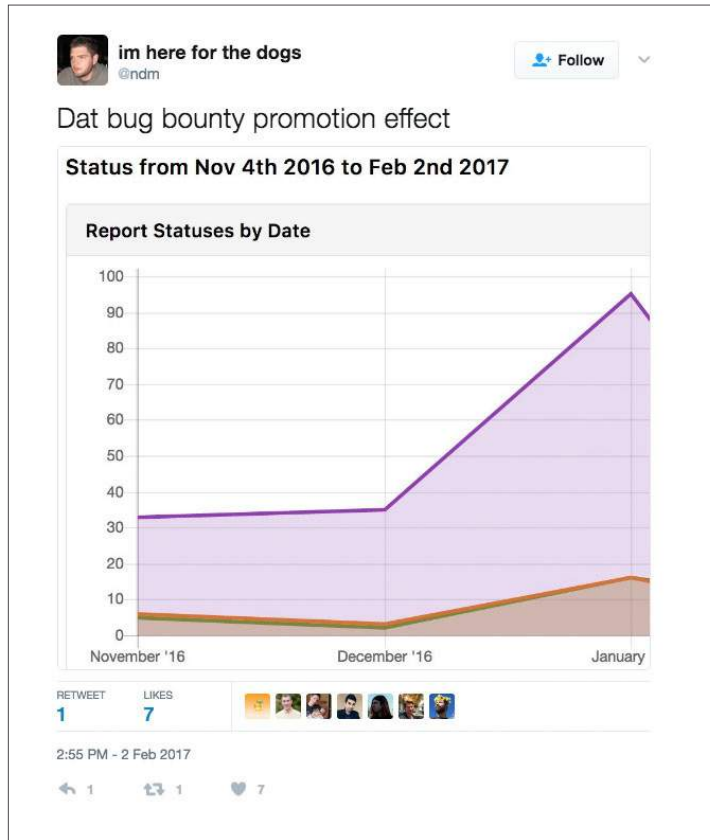 im here for the dogs
@ndm
Follow
Dat bug bounty promotion effect
Status from Nov 4th 2016 to Feb 2nd 2017
Report Statuses by Date
100
90
80
70
60
50
40
30
20
10
0
November '16 December '16 January
RETWEET LIKES
1 7
2:55 PM - 2 Feb 2017
1 1 7